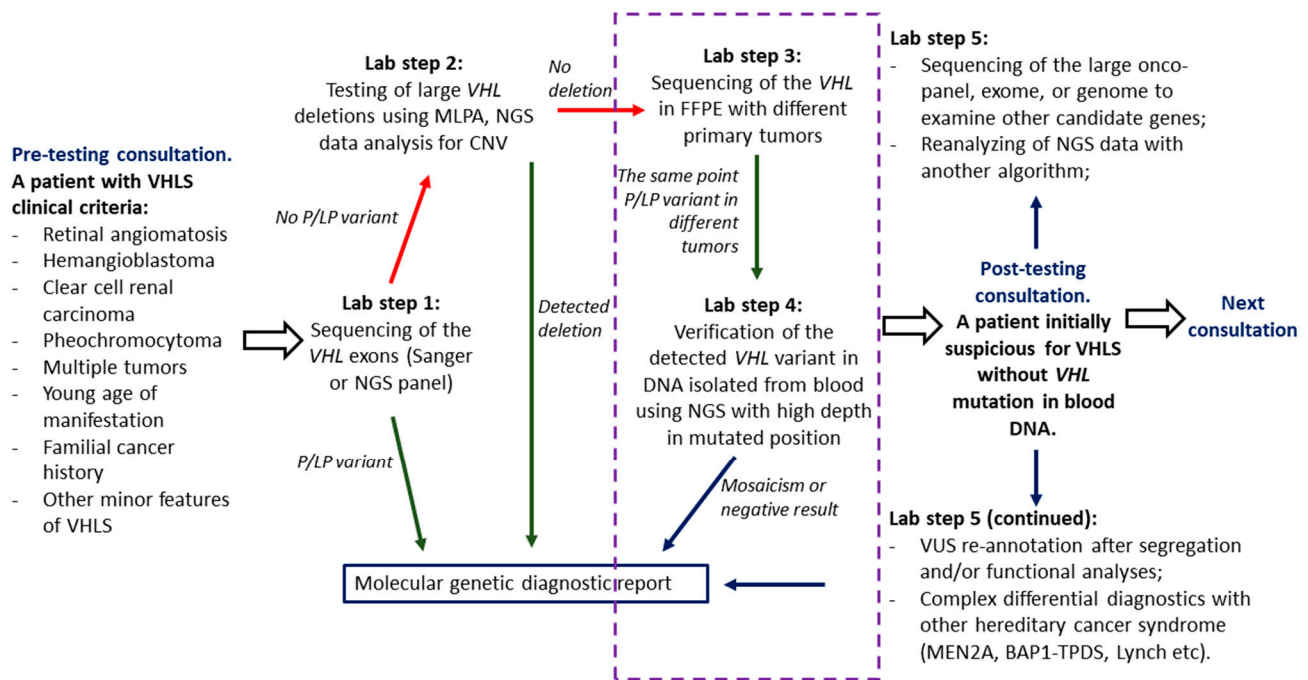 Pre-testing consultation.
A patient with VHLS
clinical criteria:
- Retinal angiomatosis
- Hemangioblastoma
- Clear cell renal
carcinoma
- Pheochromocytoma
- Multiple tumors
- Young age of
manifestation
- Familial cancer
history
- Other minor features
of VHLS
Lab step 1:
Sequencing of the
VHL exons (Sanger
or NGS panel)
No P/LP variant
P/LP variant
Lab step 2:
Testing of large VHL
deletions using MLPA, NGS
data analysis for CNV
No
deletion
Detected
deletion
Lab step 3:
Sequencing of the VHL
in FFPE with different
primary tumors
The same point
P/LP variant in
different
tumors
Lab step 4:
Verification of the
detected VHL variant in
DNA isolated from blood
using NGS with high depth
in mutated position
Mosaicism or
negative result
Molecular genetic diagnostic report
Lab step 5:
- Sequencing of the large onco-
panel, exome, or genome to
examine other candidate genes;
- Reanalyzing of NGS data with
another algorithm;
Post-testing
consultation.
A patient initially
suspicious for VHLS
without VHL
mutation in blood
DNA.
Next
consultation
Lab step 5 (continued):
- VUS re-annotation after segregation
and/or functional analyses;
- Complex differential diagnostics with
other hereditary cancer syndrome
(MEN2A, BAP1-TPDS, Lynch etc).